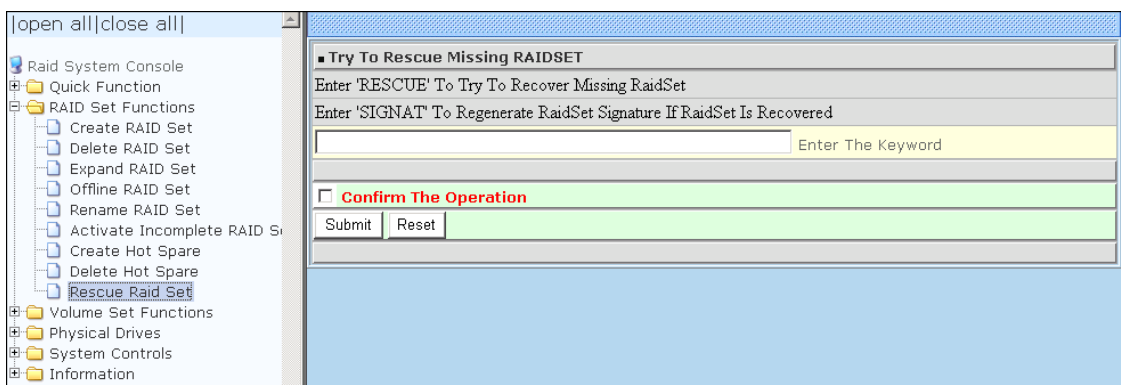 |open all|close all|
Raid System Console
Quick Function
RAID Set Functions
Create RAID Set
Delete RAID Set
Expand RAID Set
Offline RAID Set
Rename RAID Set
Activate Incomplete RAID
Create Hot Spare
Delete Hot Spare
Rescue Raid Set
Volume Set Functions
Physical Drives
System Controls
Information
Try To Rescue Missing RAIDSET
Enter 'RESCUE' To Try To Recover Missing RaidSet
Enter 'SIGNAT' To Regenerate RaidSet Signature If RaidSet Is Recovered
Enter The Keyword
Confirm The Operation
Submit Reset